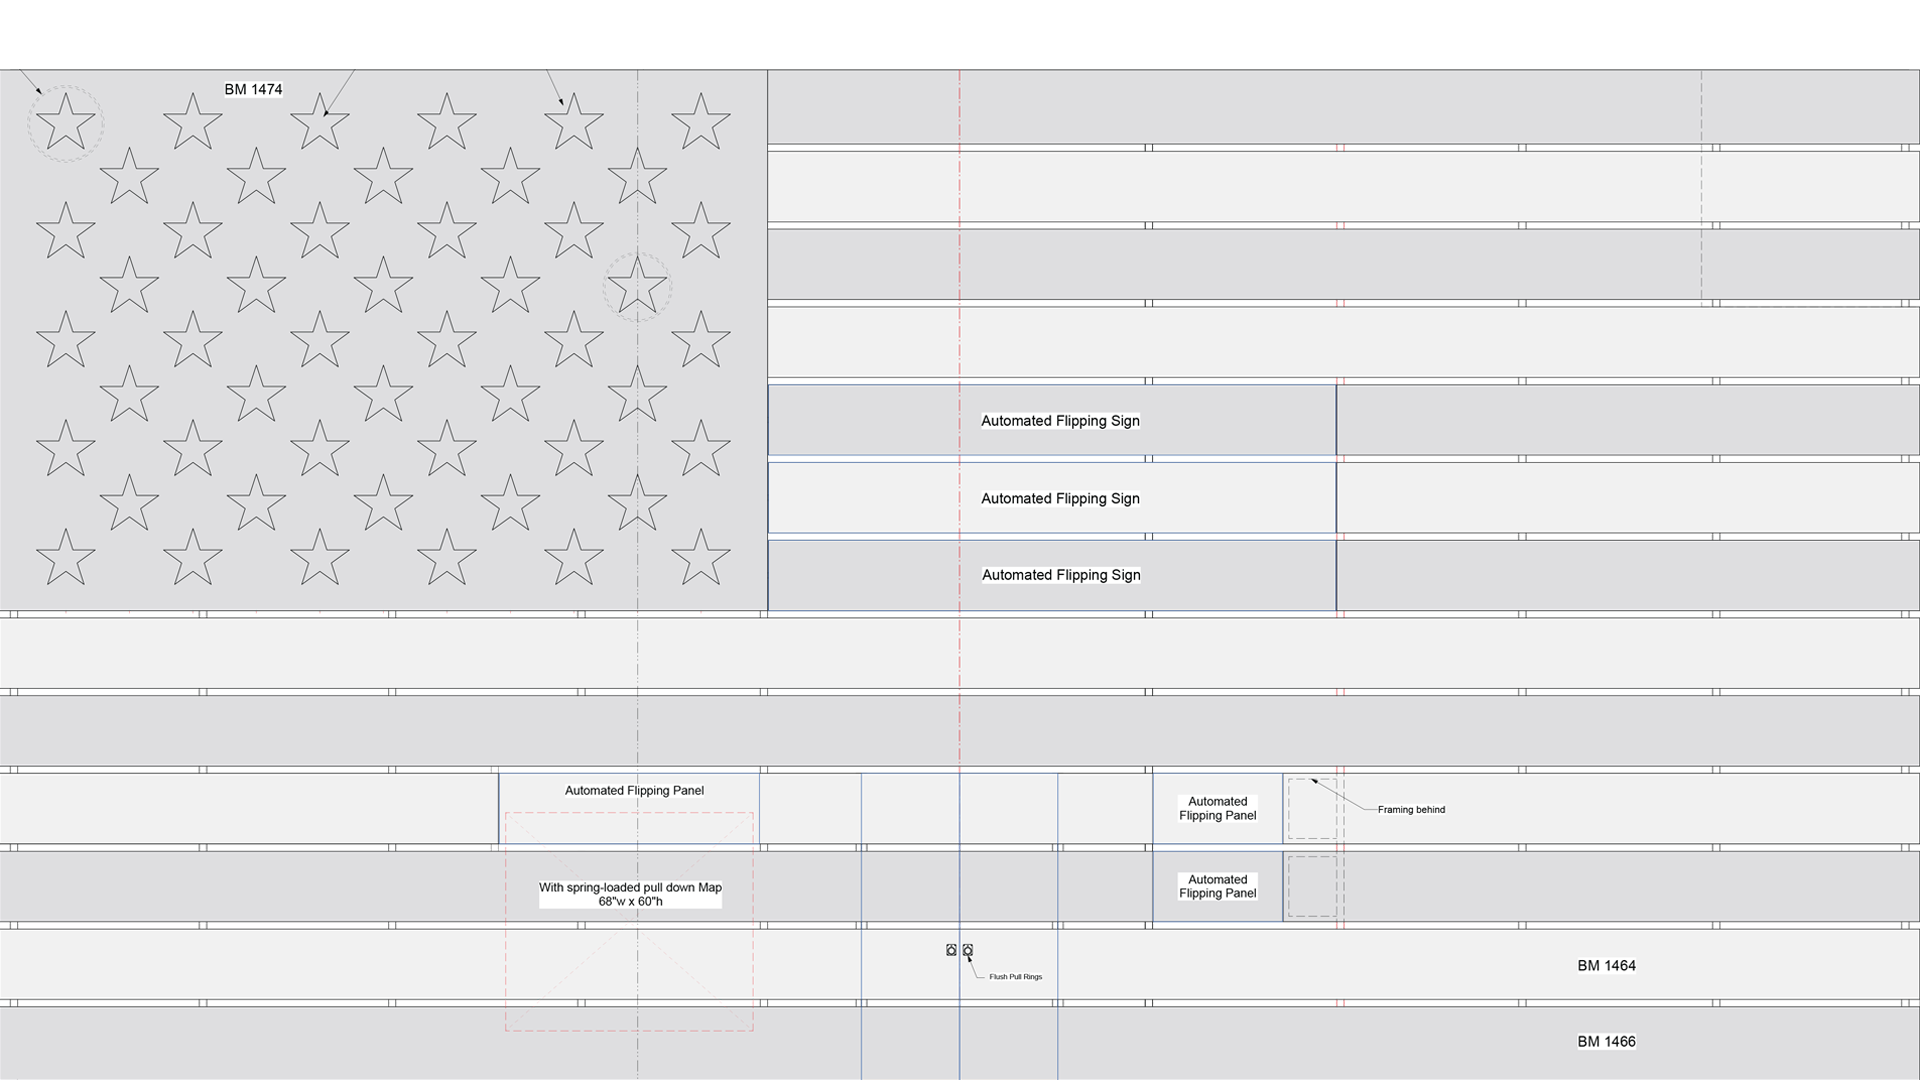 BM 1474
Automated Flipping Sign
Automated Flipping Sign
Automated Flipping Sign
Automated Flipping Panel
Automated
Flipping Panel
Framing behind
With spring-loaded pull down Map
68"w x 60"h
Automated
Flipping Panel
Flush Pull Rings
BM 1464
BM 1466